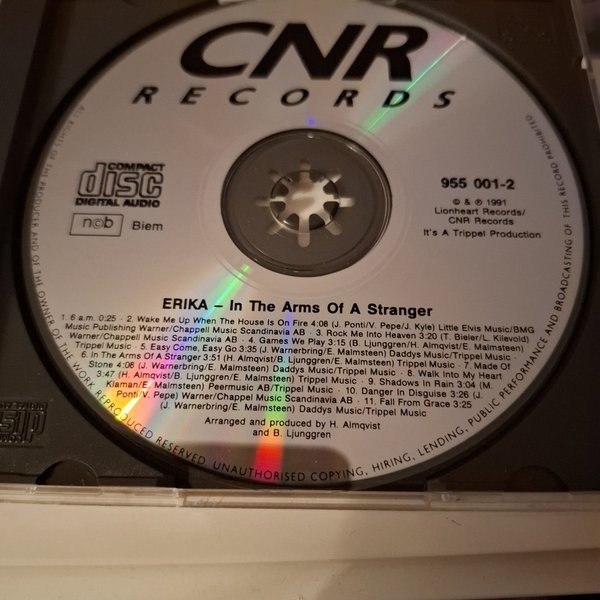 CNR
RECORDS
COMPACT
disc
DIGITAL AUDIO
n©b
Biem
955 001-2
© & ℗ 1991
Lionheart Records/
CNR Records
It's A Trippel Production
ERIKA – In The Arms Of A Stranger
1. 6 a.m. 0:25 · 2. Wake Me Up When The House Is On Fire 4:08 (J. Ponti/V. Pepe/J. Kyle) Little Elvis Music/BMG
Music Publishing Warner/Chappell Music Scandinavia AB · 3. Rock Me Into Heaven 3:20 (T. Bieler/L. Kilevold)
Warner/Chappell Music Scandinavia AB · 4. Games We Play 3:15 (B. Ljunggren/H. Almqvist/E. Malmsteen)
Trippel Music · 5. Easy Come, Easy Go 3:35 (J. Warnerbring/E. Malmsteen) Daddys Music/Trippel Music ·
6. In The Arms Of A Stranger 3:51 (H. Almqvist/B. Ljunggren/E. Malmsteen) Trippel Music · 7. Made Of
Stone 4:08 (J. Warnerbring/E. Malmsteen) Daddys Music/Trippel Music · 8. Walk Into My Heart
3:47 (H. Almqvist/B. Ljunggren/E. Malmsteen) Trippel Music · 9. Shadows In Rain 3:04 (M.
Klaman/E. Malmsteen) Peermusic AB/Trippel Music · 10. Danger In Disguise 3:26 (J.
Ponti/V. Pepe) Warner/Chappel Music Scandinavia AB · 11. Fall From Grace 3:25
(J. Warnerbring/E. Malmsteen) Daddys Music/Trippel Music
Arranged and produced by H. Almqvist
and B. Ljunggren
ALL RIGHTS OF THE PRODUCER AND OF THE OWNER OF THE WORK REPRODUCED RESERVED. UNAUTHORISED COPYING, HIRING, LENDING, PUBLIC PERFORMANCE AND BROADCASTING OF THIS RECORD PROHIBITED.